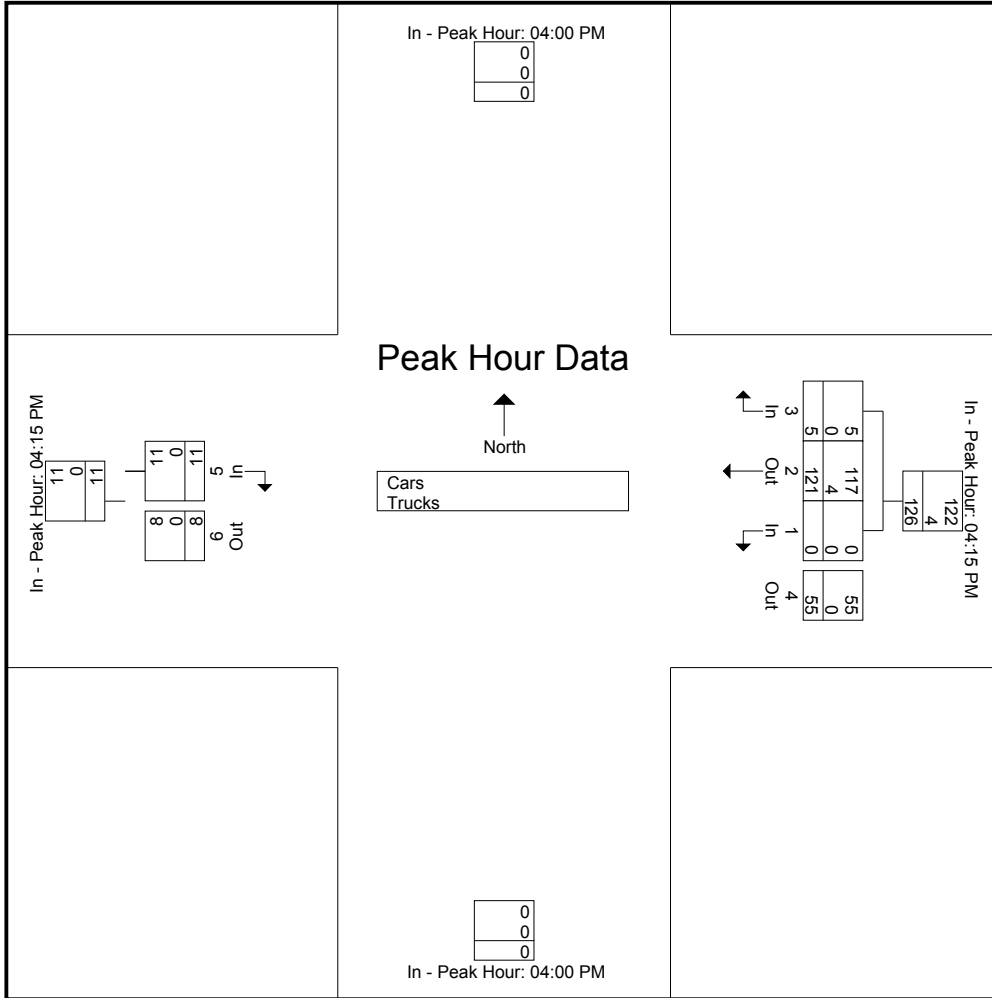 In - Peak Hour: 04:00 PM
0
0
0
Peak Hour Data
North
Cars
Trucks
In - Peak Hour: 04:15 PM
11
0
11
11
0
11
5
In
8
0
8
6
Out
In - Peak Hour: 04:15 PM
122
4
126
5
0
5
3
In
117
4
121
2
Out
0
0
0
1
In
55
0
55
4
Out
0
0
0
In - Peak Hour: 04:00 PM